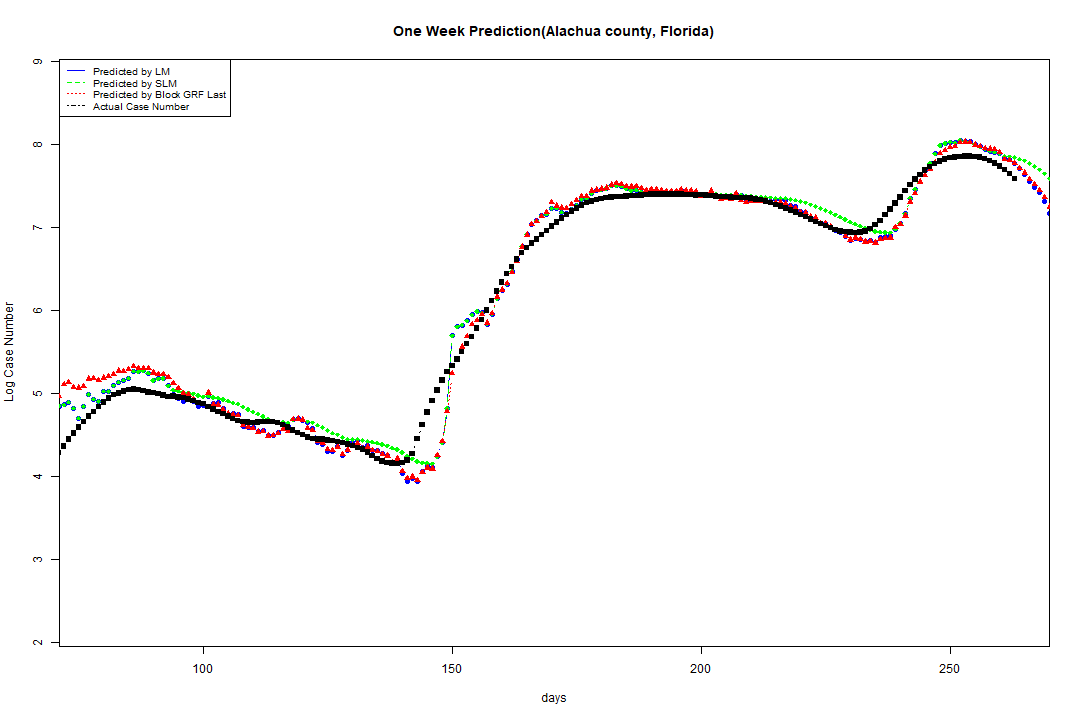 One Week Prediction(Alachua county, Florida)
Predicted by LM
Predicted by SLM
Predicted by Block GRF Last
Actual Case Number
9
8
7
6
5
4
3
2
Log Case Number
100 150 200 250
days